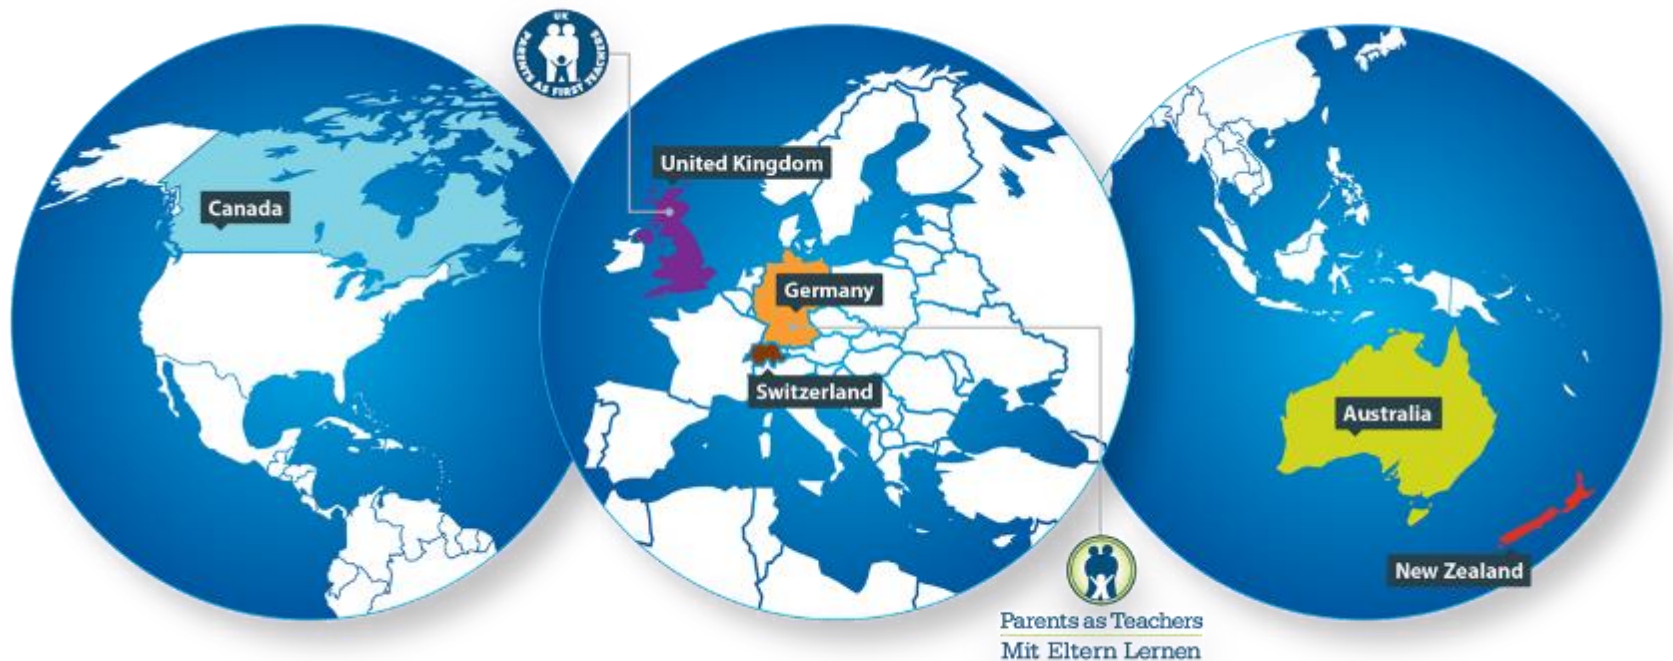 Canada
UK
PARENTS AS FIRST TEACHERS
United Kingdom
Germany
Switzerland
Parents as Teachers
Mit Eltern Lernen
Australia
New Zealand